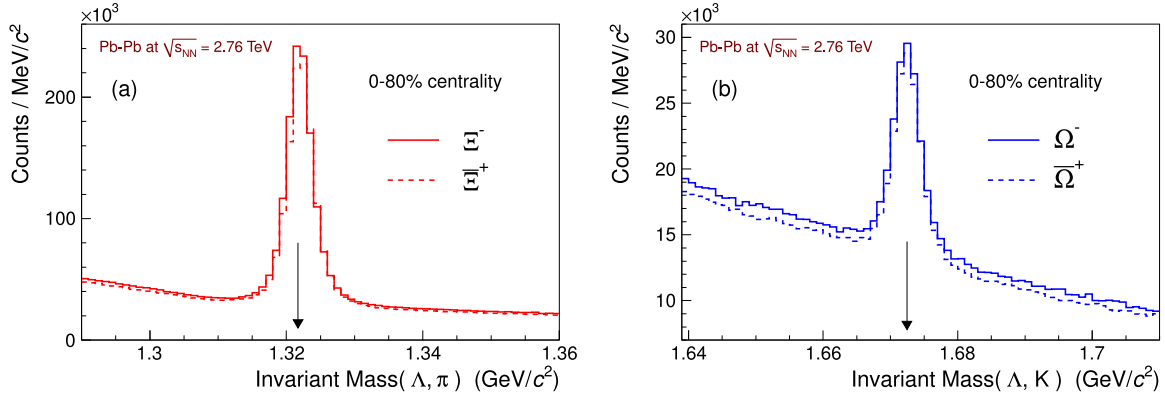 ×10³
Counts / MeV/c²
Pb-Pb at √sNN = 2.76 TeV
(a)
0-80% centrality
Ξ⁻
Ξ̅⁺
200
100
0
1.3
1.32
1.34
1.36
Invariant Mass( Λ, π ) (GeV/c²)
×10³
Counts / MeV/c²
Pb-Pb at √sNN = 2.76 TeV
(b)
0-80% centrality
Ω⁻
Ω̅⁺
30
25
20
15
10
1.64
1.66
1.68
1.7
Invariant Mass( Λ, K ) (GeV/c²)